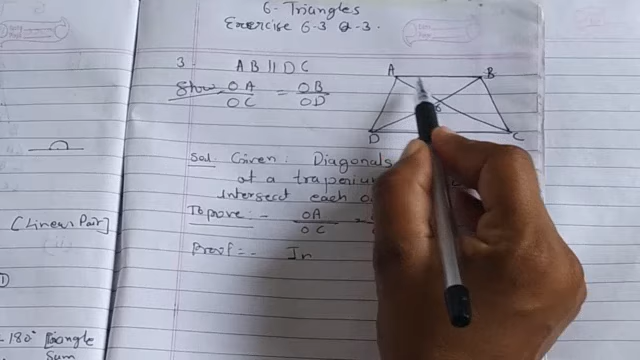 6. Triangles
Exercise 6.3 Q.3.
3 AB || DC
Show OA/OC = OB/OD
A B
D C
Sol Given: Diagonals
of a trapezium
intersect each
To prove :- OA/OC =
Proof :- In
[Linear Pair]
180°
Sum